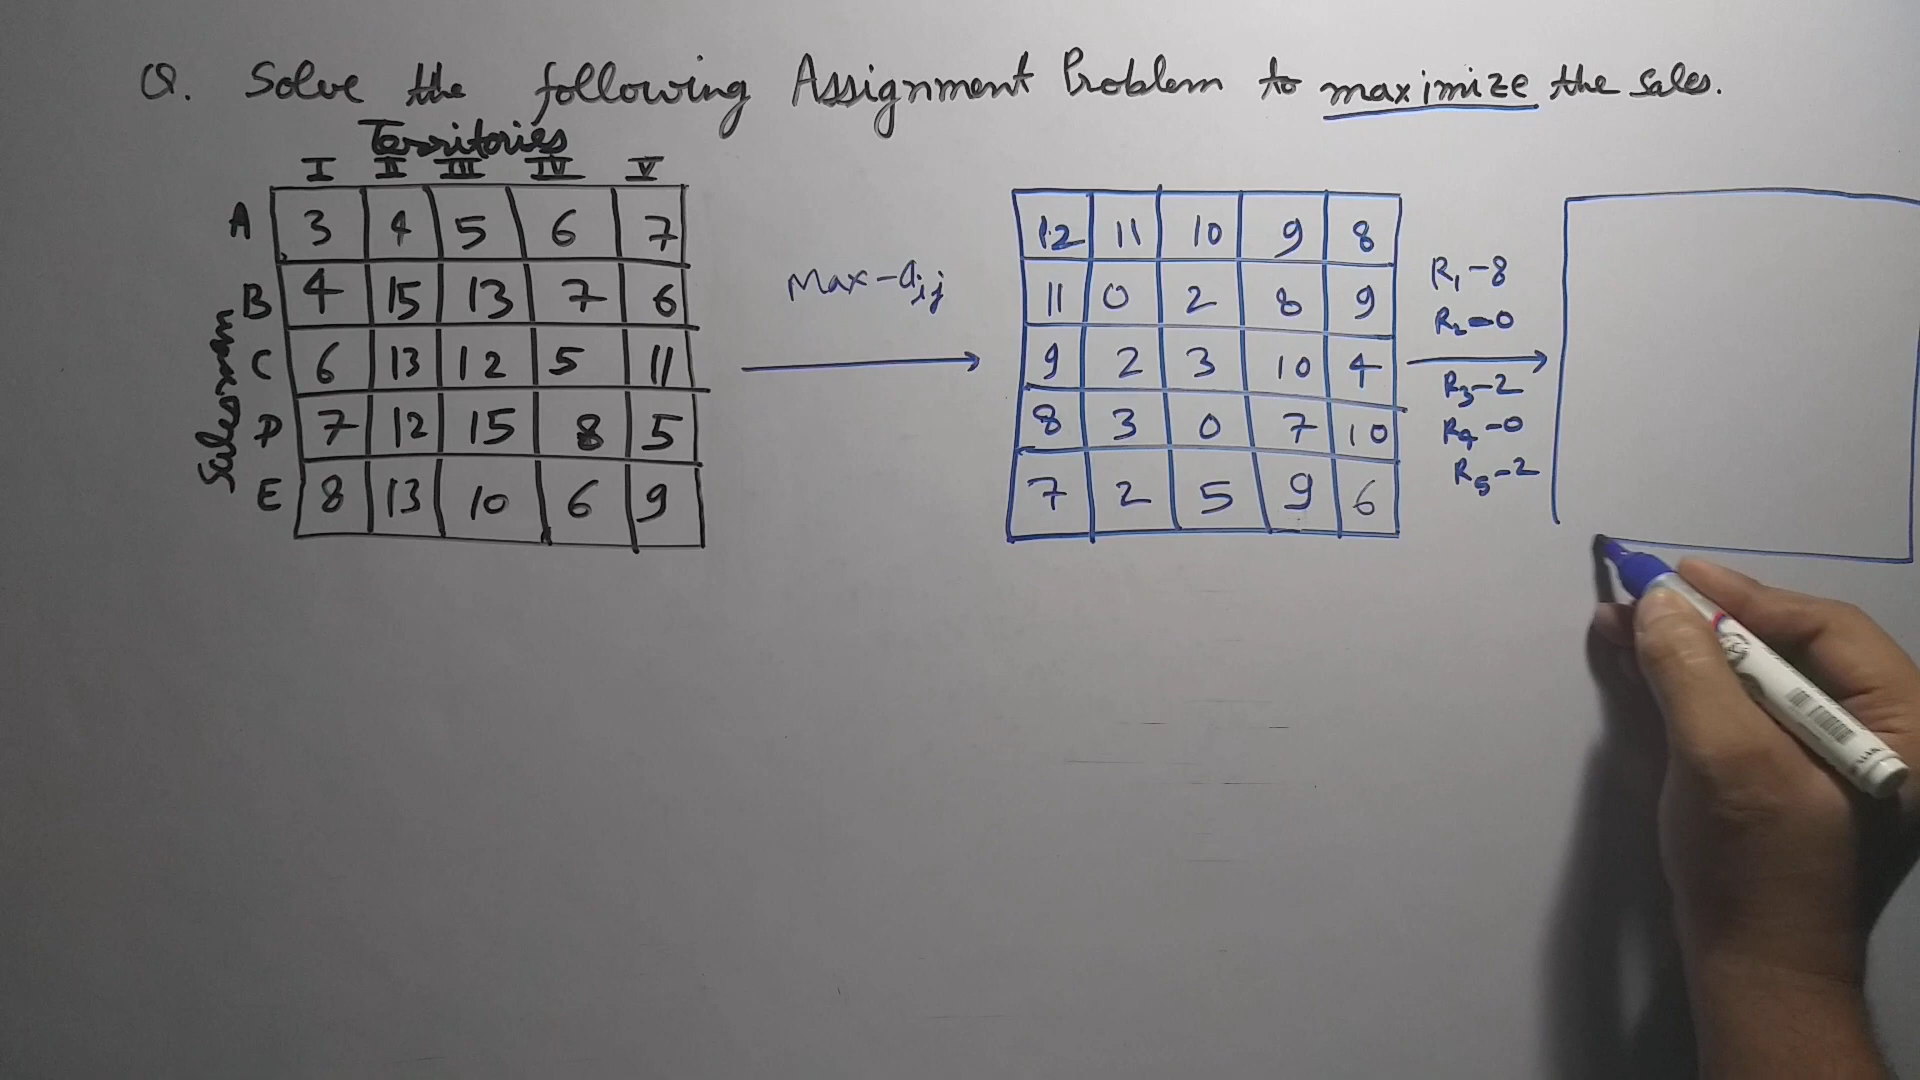 Q. Solve the following Assignment Problem to maximize the sales.
Territories
I II III IV V
Salesman
A 3 4 5 6 7
B 4 15 13 7 6
C 6 13 12 5 11
D 7 12 15 8 5
E 8 13 10 6 9
Max-aij
12 11 10 9 8
11 0 2 8 9
9 2 3 10 4
8 3 0 7 10
7 2 5 9 6
R1-8
R2-0
R3-2
R4-0
R5-2